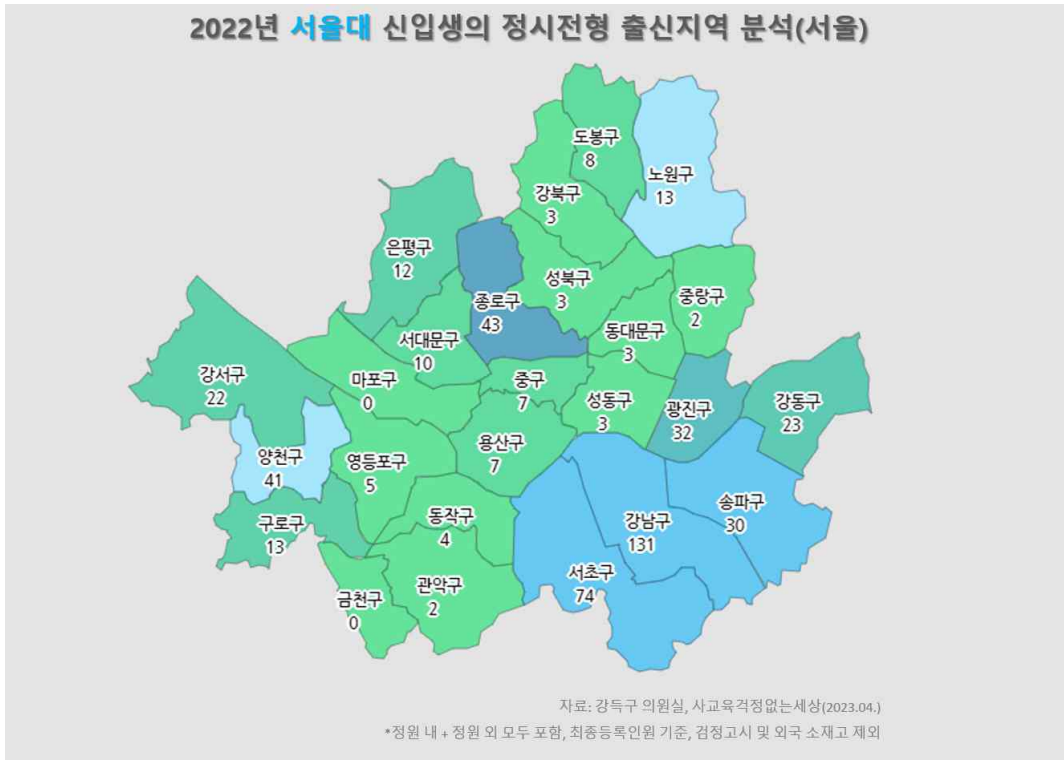 2022년 서울대 신입생의 정시전형 출신지역 분석(서울)
도봉구
8
노원구
13
강북구
3
은평구
12
성북구
3
중랑구
2
종로구
43
동대문구
3
서대문구
10
강서구
22
마포구
0
중구
7
성동구
3
광진구
32
강동구
23
양천구
41
영등포구
5
용산구
7
송파구
30
구로구
13
동작구
4
강남구
131
서초구
74
금천구
0
관악구
2
자료: 강득구 의원실, 사교육걱정없는세상(2023.04.)
*정원 내 + 정원 외 모두 포함, 최종등록인원 기준, 검정고시 및 외국 소재고 제외